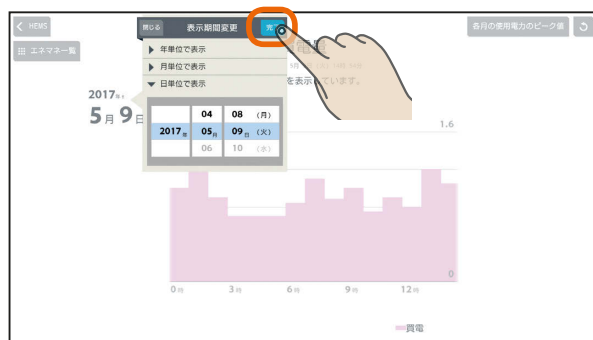 HEMS
閉じる 表示期間変更 完
各月の使用電力のピーク値
エネマネ一覧
年単位で表示
月単位で表示
日単位で表示
電量
を表示しています。
2017年
5月9日
04 08 (月)
2017年 05月 09日 (火)
06 10 (水)
1.6
0
0時 3時 6時 9時 12時
買電